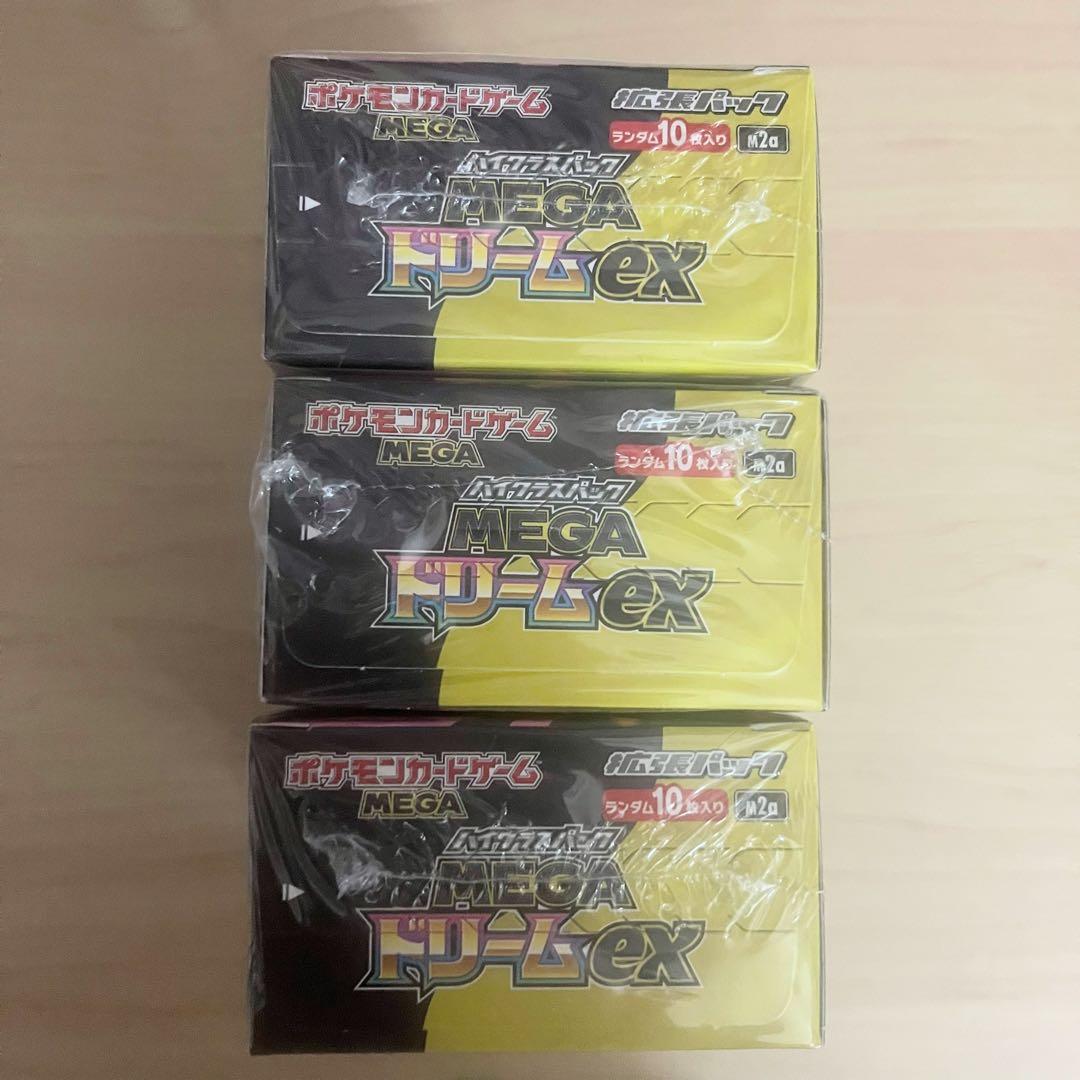 ポケモンカードゲーム
MEGA
拡張パック
ランダム10枚入り
M2a
ハイクラスパック
MEGA
ドリームex
ポケモンカードゲーム
MEGA
拡張パック
ランダム10枚入り
M2a
ハイクラスパック
MEGA
ドリームex
ポケモンカードゲーム
MEGA
拡張パック
ランダム10枚入り
M2a
ハイクラスパック
MEGA
ドリームex